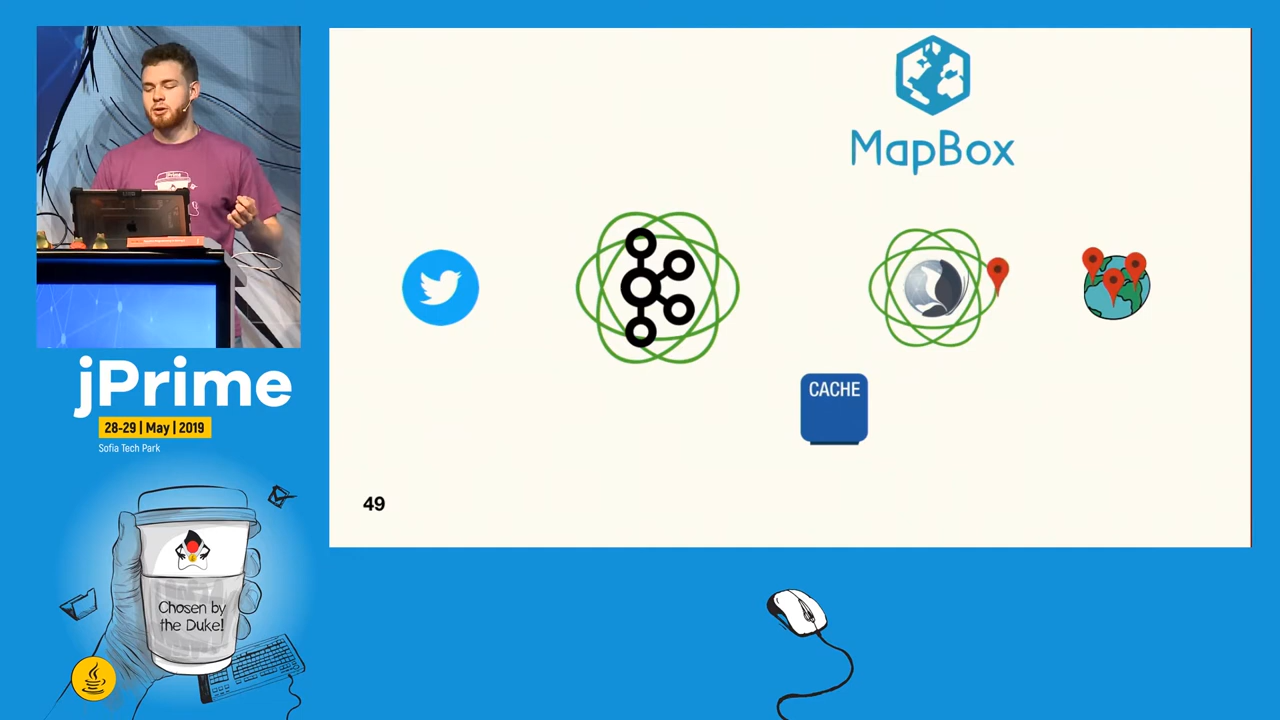 MapBox
CACHE
49
jPrime
28-29 | May | 2019
Sofia Tech Park
Chosen by
the Duke!